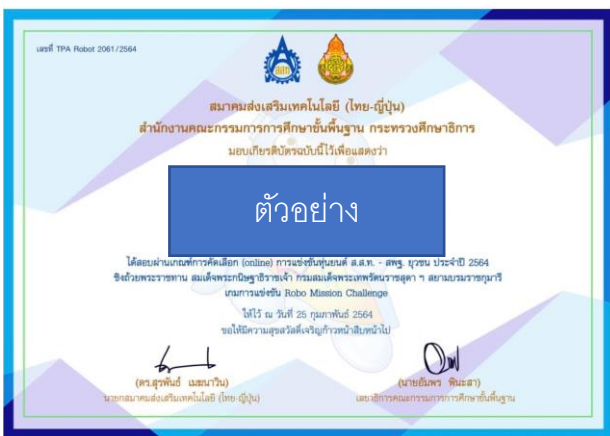 เลขที่ TPA Robot 2061/2564
สมาคมส่งเสริมเทคโนโลยี (ไทย-ญี่ปุ่น)
สำนักงานคณะกรรมการการศึกษาขั้นพื้นฐาน กระทรวงศึกษาธิการ
มอบเกียรติบัตรฉบับนี้ไว้เพื่อแสดงว่า
ตัวอย่าง
ได้สอบผ่านเกณฑ์การคัดเลือก (online) การแข่งขันหุ่นยนต์ ส.ส.ท. - สพฐ. ยุวชน ประจำปี 2564
ชิงถ้วยพระราชทาน สมเด็จพระกนิษฐาธิราชเจ้า กรมสมเด็จพระเทพรัตนราชสุดา ฯ สยามบรมราชกุมารี
เกมการแข่งขัน Robo Mission Challenge
ให้ไว้ ณ วันที่ 25 กุมภาพันธ์ 2564
ขอให้มีความสุขสวัสดิ์เจริญก้าวหน้าสืบหน้าไป
(ดร.สุรพันธ์ เมฆนาวิน)
นายกสมาคมส่งเสริมเทคโนโลยี (ไทย-ญี่ปุ่น)
(นายอัมพร พินะสา)
เลขาธิการคณะกรรมการการศึกษาขั้นพื้นฐาน